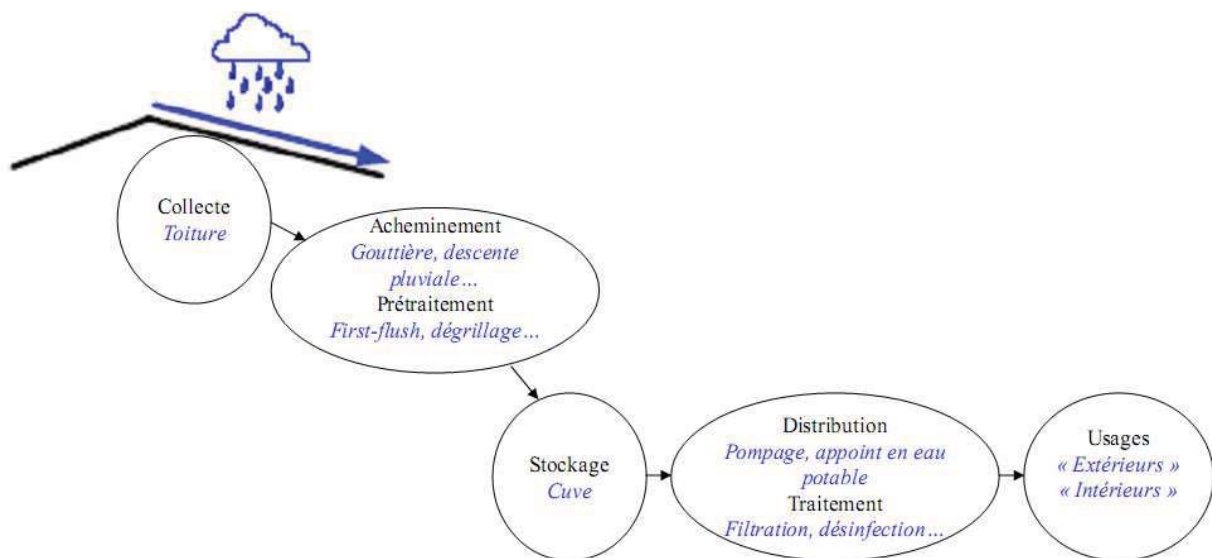 Collecte
Toiture
Acheminement
Gouttière, descente
pluviale…
Prétraitement
First-flush, dégrillage…
Stockage
Cuve
Distribution
Pompage, appoint en eau
potable
Traitement
Filtration, désinfection…
Usages
« Extérieurs »
« Intérieurs »